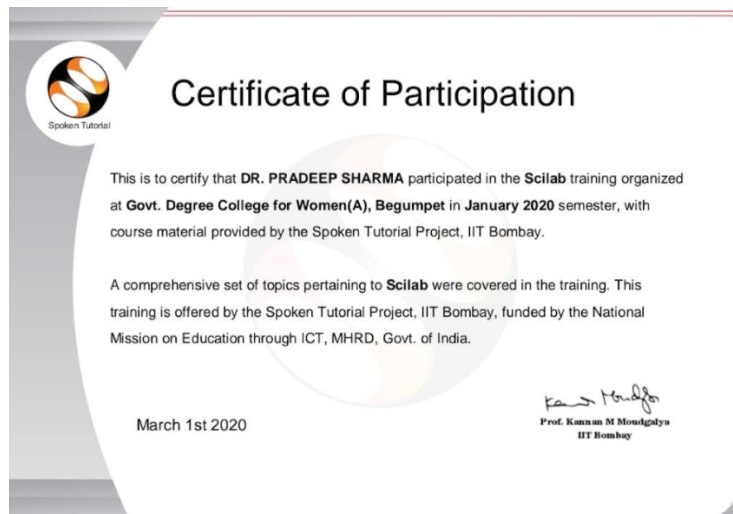 Spoken Tutorial
Certificate of Participation
This is to certify that DR. PRADEEP SHARMA participated in the Scilab training organized
at Govt. Degree College for Women(A), Begumpet in January 2020 semester, with
course material provided by the Spoken Tutorial Project, IIT Bombay.
A comprehensive set of topics pertaining to Scilab were covered in the training. This
training is offered by the Spoken Tutorial Project, IIT Bombay, funded by the National
Mission on Education through ICT, MHRD, Govt. of India.
March 1st 2020
Prof. Kannan M Moudgalya
IIT Bombay